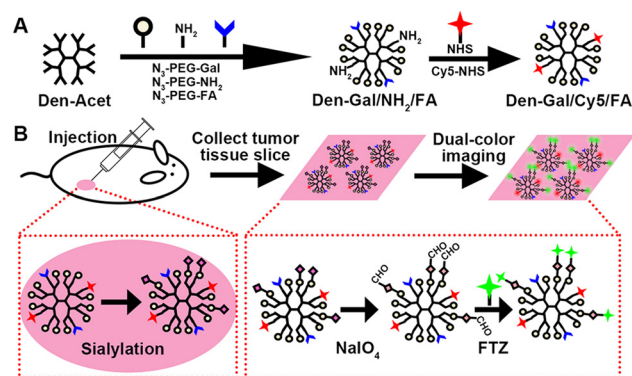 A
NH₂
N₃-PEG-Gal
N₃-PEG-NH₂
N₃-PEG-FA
Den-Acet
NH₂
NH₂
Den-Gal/NH₂/FA
NHS
Cy5-NHS
Den-Gal/Cy5/FA
B
Injection
Collect tumor
tissue slice
Dual-color
imaging
Sialylation
NaIO₄
CHO
CHO
CHO
CHO
FTZ